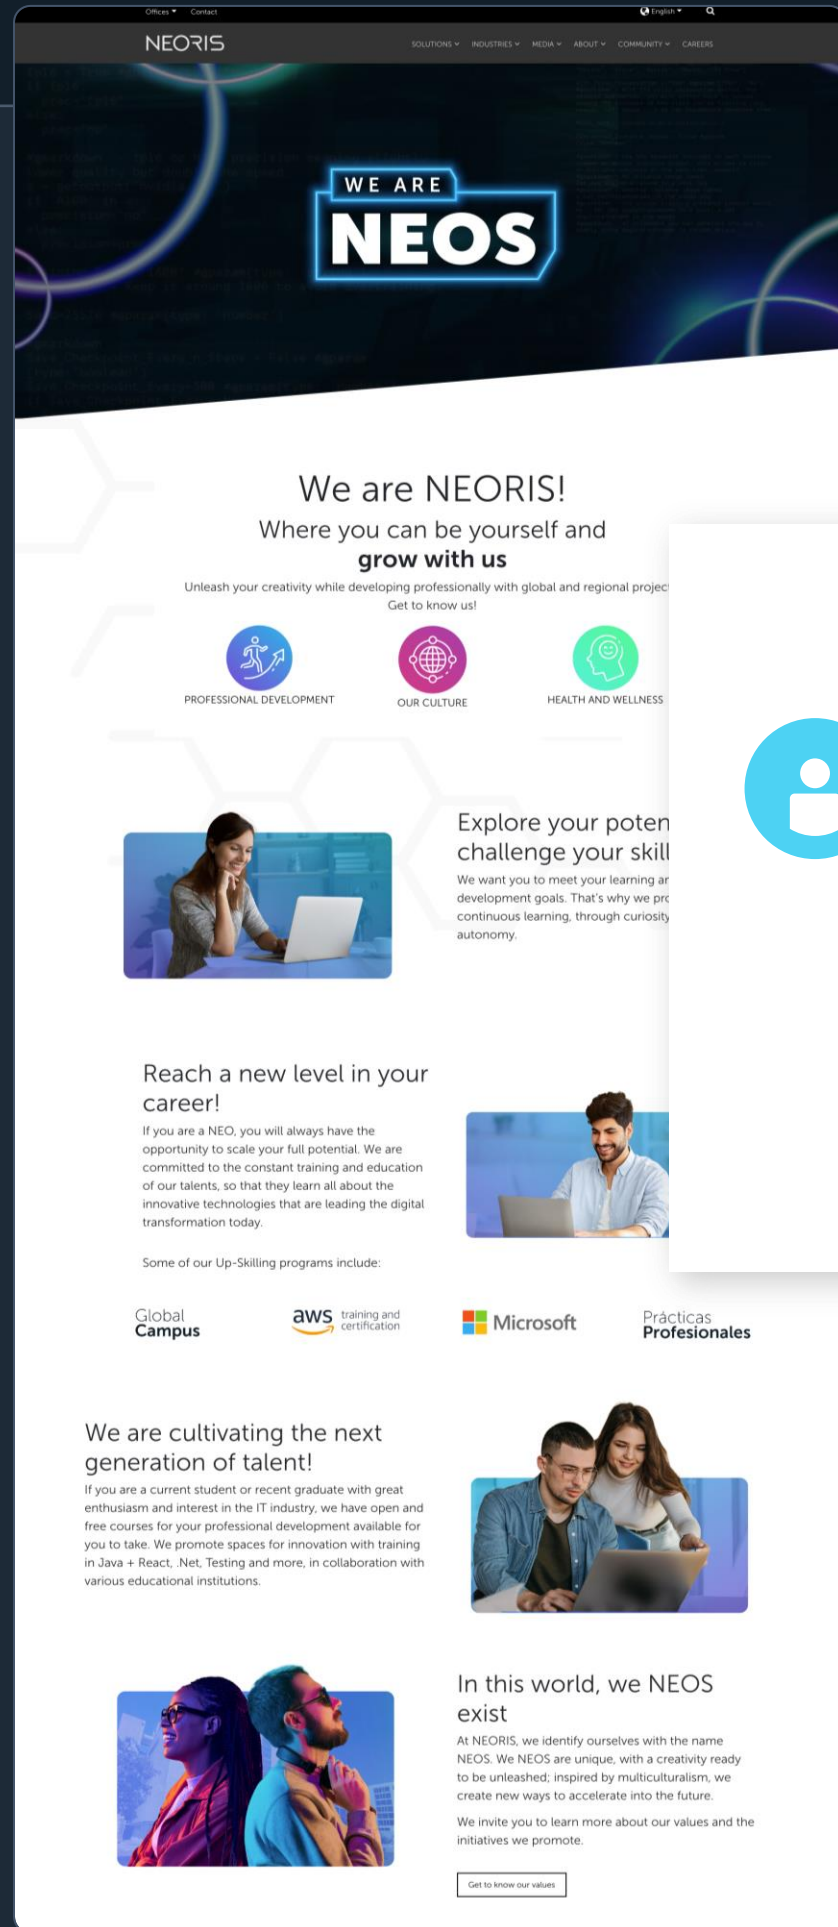 Offices Contact English
NEORIS
SOLUTIONS INDUSTRIES MEDIA ABOUT COMMUNITY CAREERS
WE ARE
NEOS
We are NEORIS!
Where you can be yourself and
grow with us
Unleash your creativity while developing professionally with global and regional projec
Get to know us!
PROFESSIONAL DEVELOPMENT
OUR CULTURE
HEALTH AND WELLNESS
Explore your poten
challenge your skill
We want you to meet your learning ar
development goals. That's why we pro
continuous learning, through curiosity
autonomy.
Reach a new level in your
career!
If you are a NEO, you will always have the
opportunity to scale your full potential. We are
committed to the constant training and education
of our talents, so that they learn all about the
innovative technologies that are leading the digital
transformation today.
Some of our Up-Skilling programs include:
Global
Campus
aws training and
certification
Microsoft
Prácticas
Profesionales
We are cultivating the next
generation of talent!
If you are a current student or recent graduate with great
enthusiasm and interest in the IT industry, we have open and
free courses for your professional development available for
you to take. We promote spaces for innovation with training
in Java + React, .Net, Testing and more, in collaboration with
various educational institutions.
In this world, we NEOS
exist
At NEORIS, we identify ourselves with the name
NEOS. We NEOS are unique, with a creativity ready
to be unleashed; inspired by multiculturalism, we
create new ways to accelerate into the future.
We invite you to learn more about our values and the
initiatives we promote.
Get to know our values